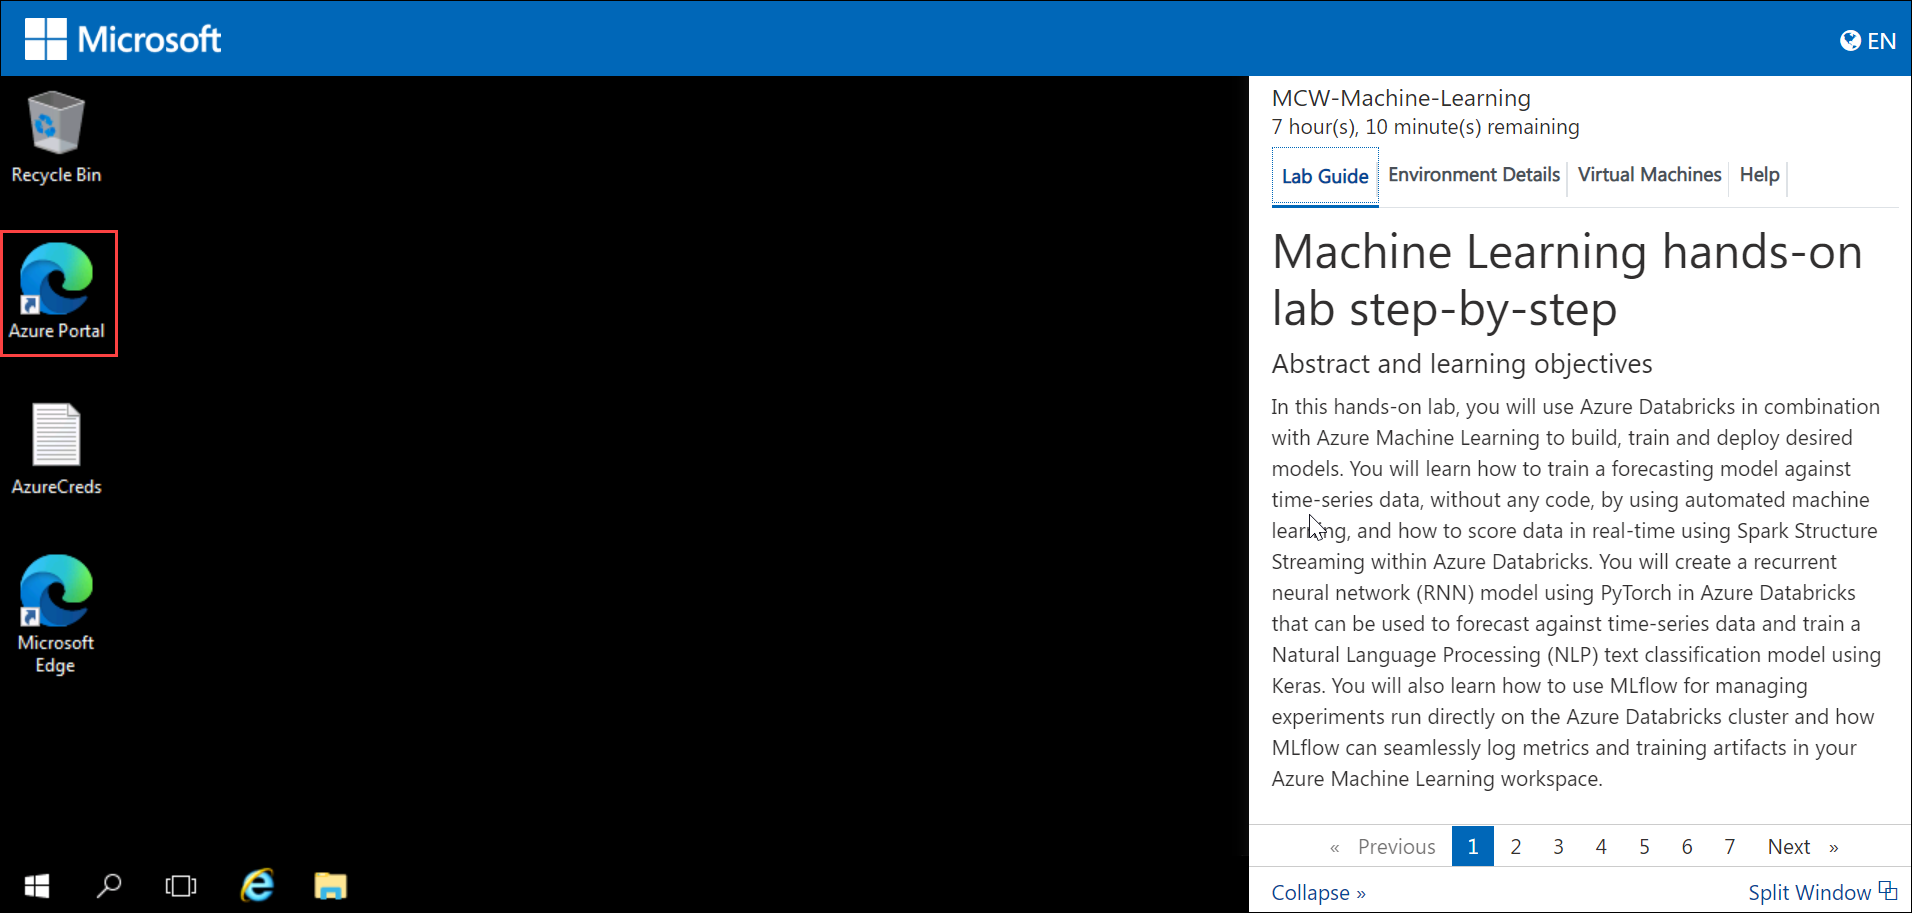 Microsoft
EN
Recycle Bin
Azure Portal
AzureCreds
Microsoft
Edge
MCW-Machine-Learning
7 hour(s), 10 minute(s) remaining
Lab Guide
Environment Details
Virtual Machines
Help
Machine Learning hands-on
lab step-by-step
Abstract and learning objectives
In this hands-on lab, you will use Azure Databricks in combination
with Azure Machine Learning to build, train and deploy desired
models. You will learn how to train a forecasting model against
time-series data, without any code, by using automated machine
learning, and how to score data in real-time using Spark Structure
Streaming within Azure Databricks. You will create a recurrent
neural network (RNN) model using PyTorch in Azure Databricks
that can be used to forecast against time-series data and train a
Natural Language Processing (NLP) text classification model using
Keras. You will also learn how to use MLflow for managing
experiments run directly on the Azure Databricks cluster and how
MLflow can seamlessly log metrics and training artifacts in your
Azure Machine Learning workspace.
« Previous 1 2 3 4 5 6 7 Next »
Collapse »
Split Window